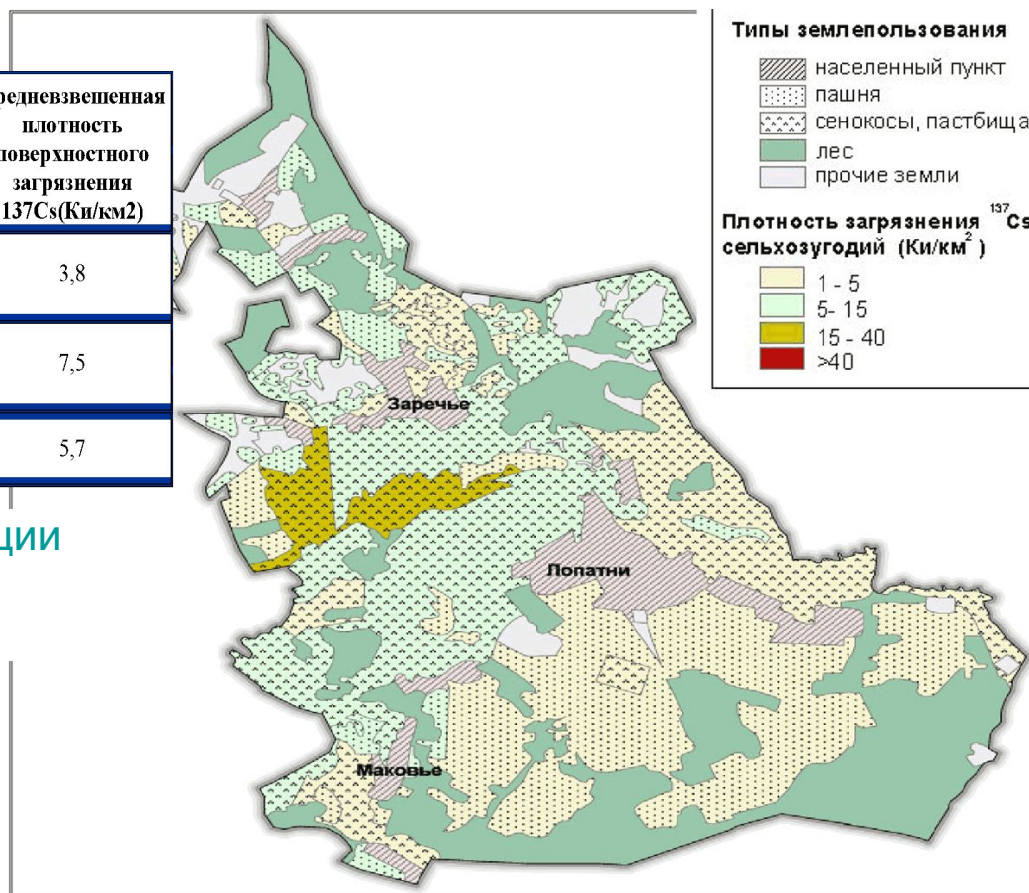 редневзвешенная
плотность
поверхностного
загрязнения
137Cs(Ки/км2)
3,8
7,5
5,7
ции
Типы землепользования
населенный пункт
пашня
сенокосы, пастбища
лес
прочие земли
Плотность загрязнения ¹³⁷Cs
сельхозугодий (Ки/км²)
1 - 5
5- 15
15 - 40
>40
Заречье
Лопатни
Маковье